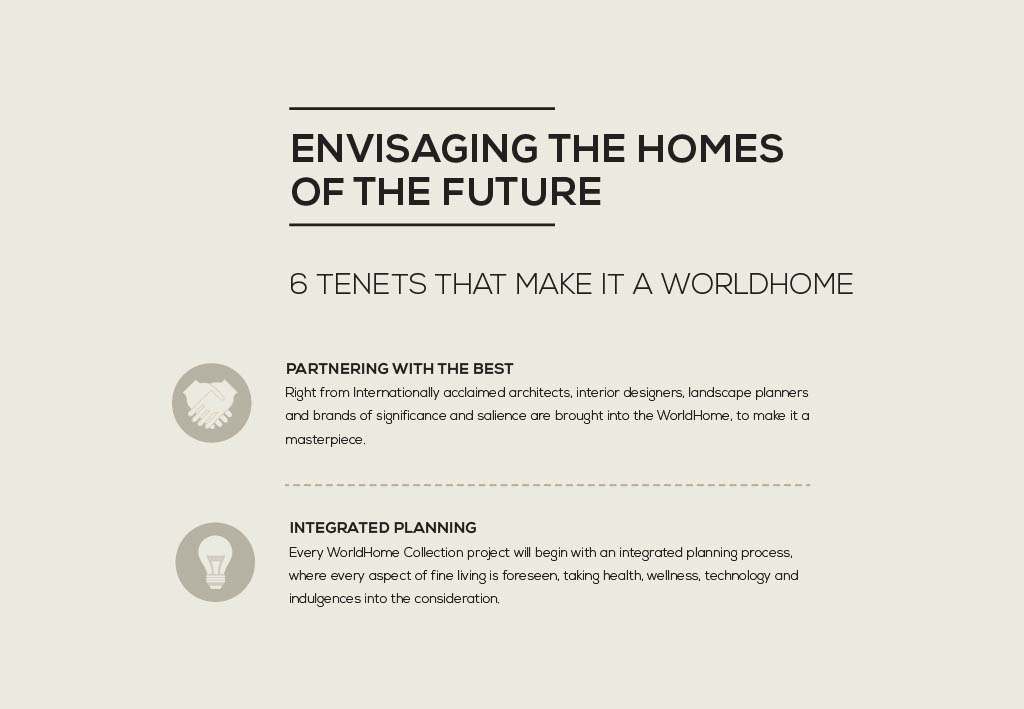 ENVISAGING THE HOMES
OF THE FUTURE
6 TENETS THAT MAKE IT A WORLDHOME
PARTNERING WITH THE BEST
Right from Internationally acclaimed architects, interior designers, landscape planners
and brands of significance and salience are brought into the WorldHome, to make it a
masterpiece.
INTEGRATED PLANNING
Every WorldHome Collection project will begin with an integrated planning process,
where every aspect of fine living is foreseen, taking health, wellness, technology and
indulgences into the consideration.